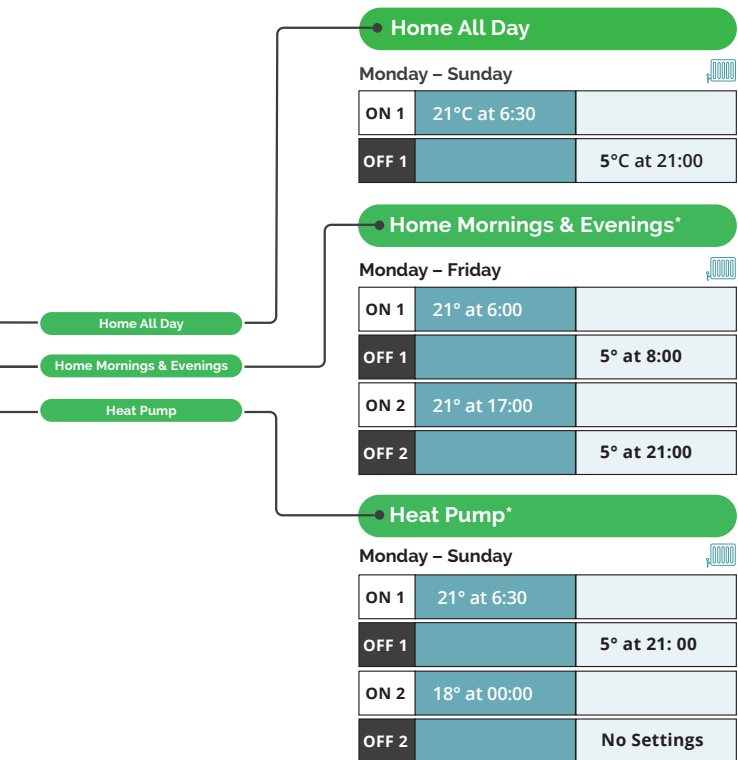 Home All Day
Monday – Sunday
ON 1 21°C at 6:30
OFF 1 5°C at 21:00
Home Mornings & Evenings*
Monday – Friday
ON 1 21° at 6:00
OFF 1 5° at 8:00
ON 2 21° at 17:00
OFF 2 5° at 21:00
Home All Day
Home Mornings & Evenings
Heat Pump
Heat Pump*
Monday – Sunday
ON 1 21° at 6:30
OFF 1 5° at 21: 00
ON 2 18° at 00:00
OFF 2 No Settings